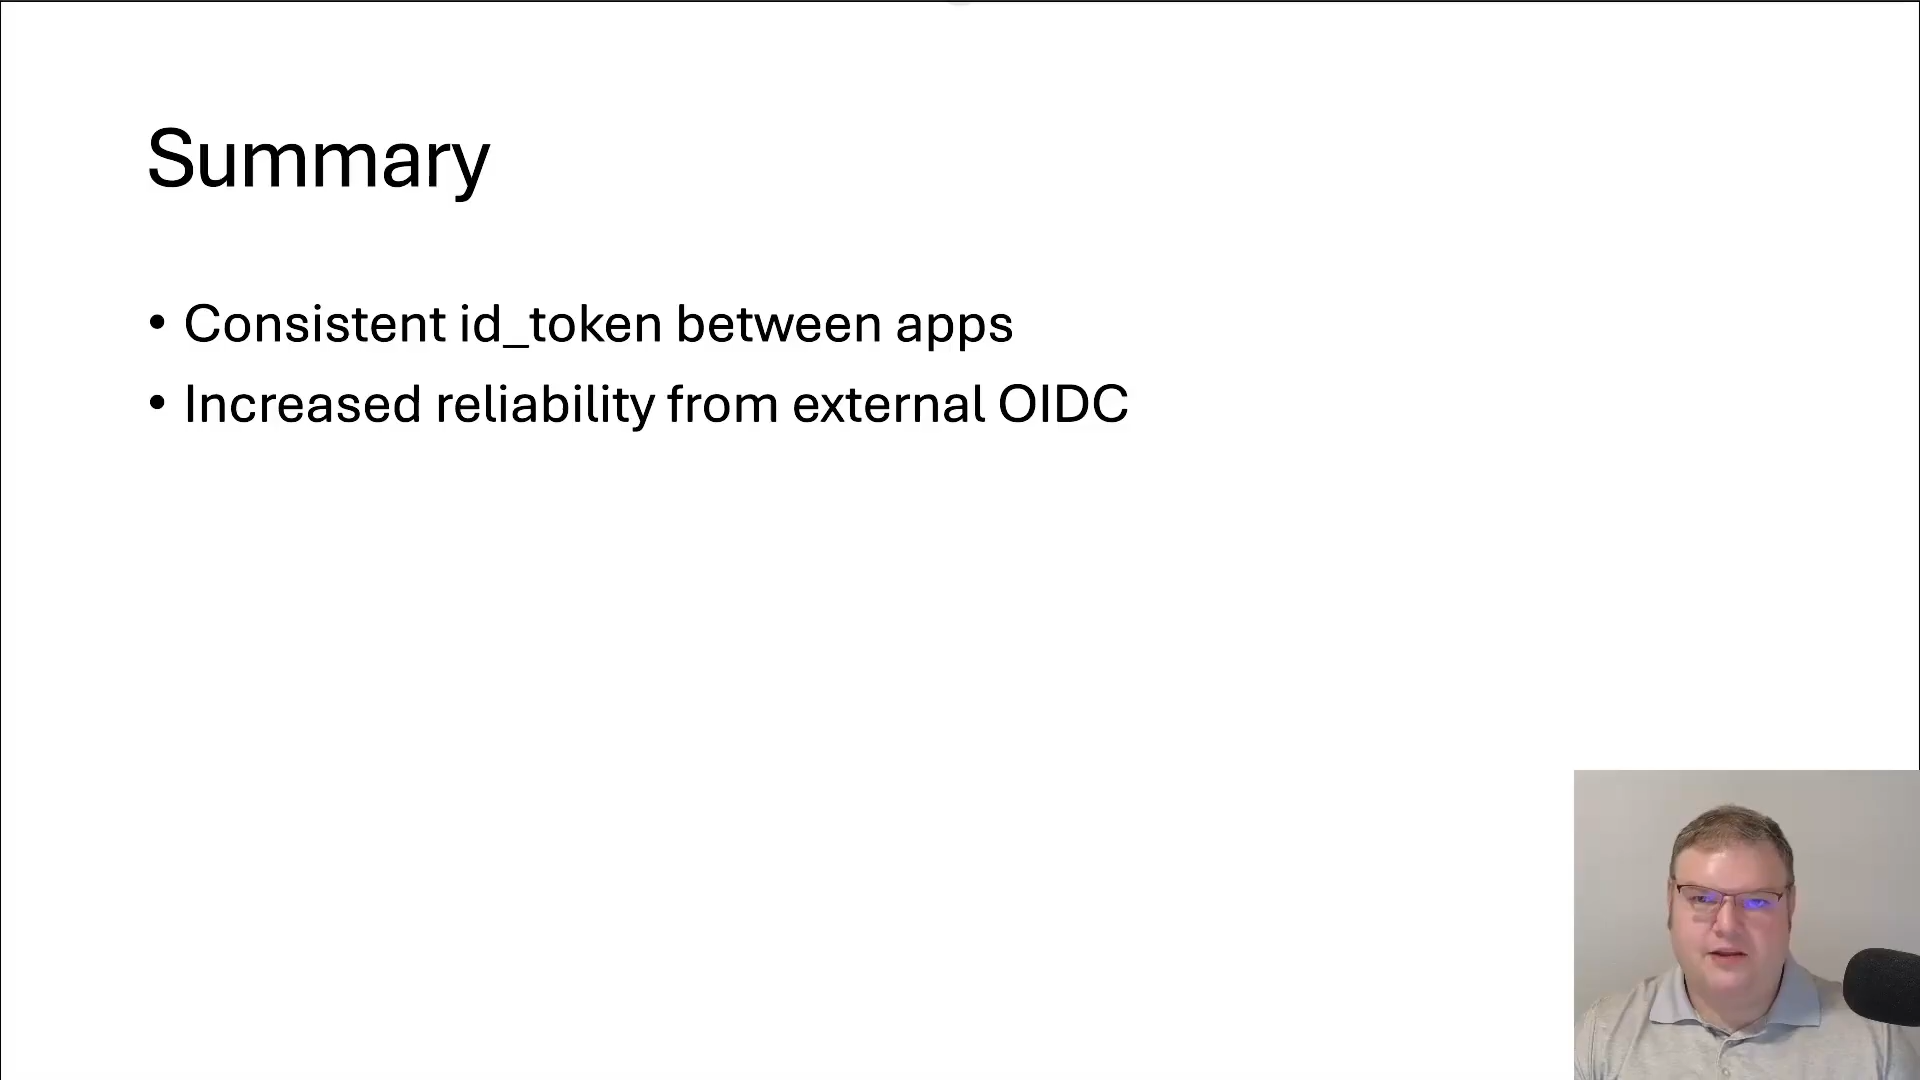 Summary
• Consistent id_token between apps
• Increased reliability from external OIDC